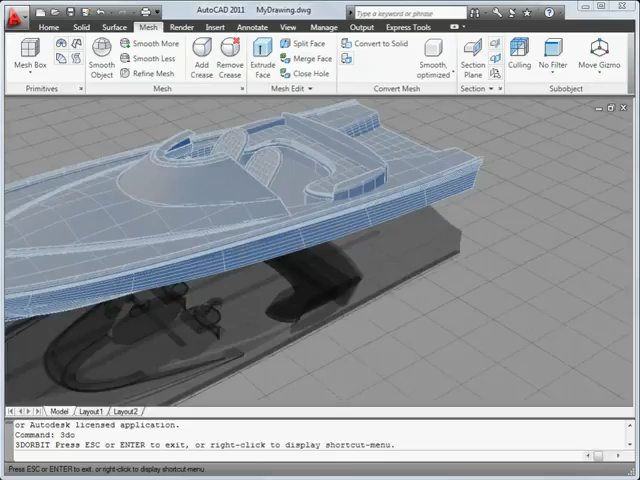 AutoCAD 2011 MyDrawing.dwg
Type a keyword or phrase
Home Solid Surface Mesh Render Insert Annotate View Manage Output Express Tools
Mesh Box
Smooth Object
Smooth More
Smooth Less
Refine Mesh
Add Crease
Remove Crease
Extrude Face
Split Face
Merge Face
Close Hole
Convert to Solid
Smooth, optimized
Section Plane
Culling
No Filter
Move Gizmo
Primitives Mesh Mesh Edit Convert Mesh Section Subobject
Model Layout1 Layout2
or Autodesk licensed application.
Command: 3do
3DORBIT Press ESC or ENTER to exit, or right-click to display shortcut-menu.
Press ESC or ENTER to exit, or right-click to display shortcut-menu